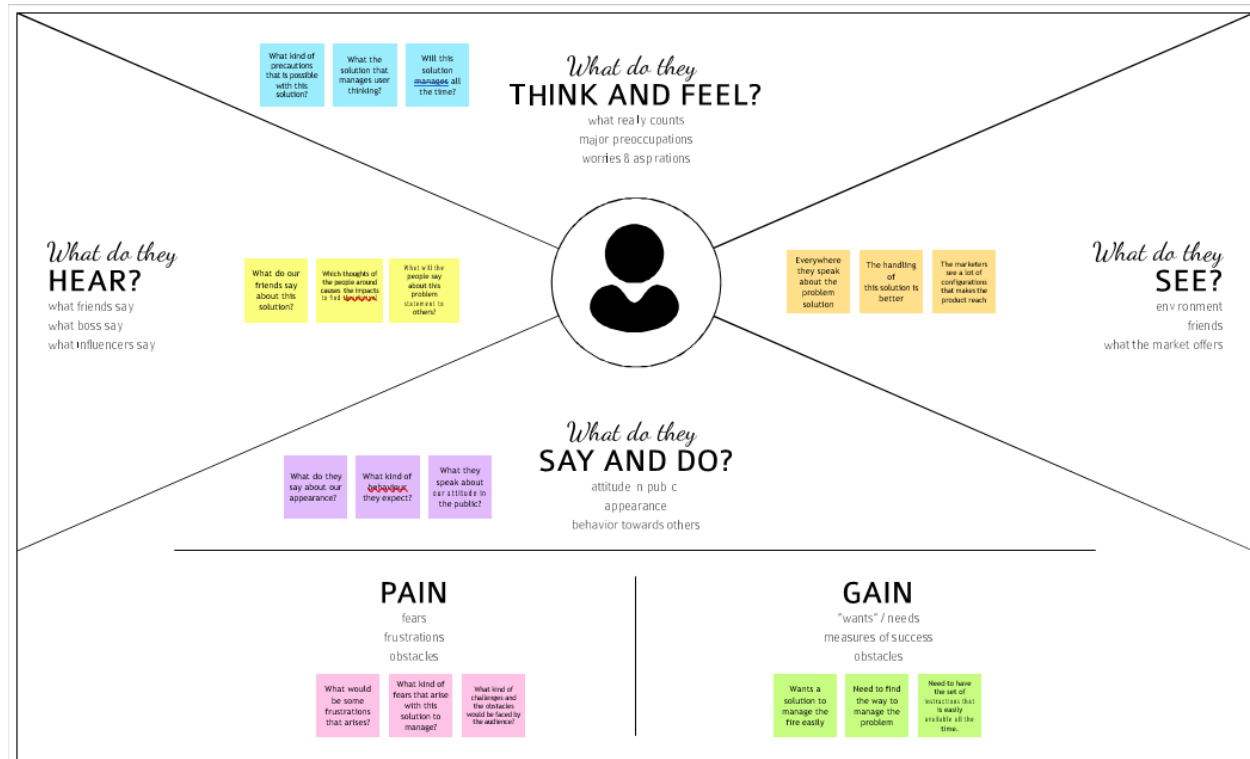 What kind of
precautions
that is possible
with this
solution?
What the
solution that
manages user
thinking?
Will this
solution
manages all
the time?
What do they
THINK AND FEEL?
what really counts
major preoccupations
worries & aspirations
What do they
HEAR?
what friends say
what boss say
what influencers say
What do our
friends say
about this
solution?
Which thoughts of
the people around
causes the impacts
to find
What will the
people say
about this
problem
statement to
others?
Everywhere
they speak
about the
problem
solution
The handling
of
this solution is
better
The marketers
see a lot of
configurations
that makes the
product reach
What do they
SEE?
environment
friends
what the market offers
What do they
SAY AND DO?
attitude in public
appearance
behavior towards others
What do they
say about our
appearance?
What kind of
behaviour
they expect?
What they
speak about
our attitude in
the public?
PAIN
fears
frustrations
obstacles
What would
be some
frustrations
that arises?
What kind of
fears that arise
with this
solution to
manage?
What kind of
challenges and
the obstacles
would be faced by
the audience?
GAIN
"wants" / needs
measures of success
obstacles
Wants a
solution to
manage the
fire easily
Need to find
the way to
manage the
problem
Need to have
the set of
instructions that
is easily
available all the
time.